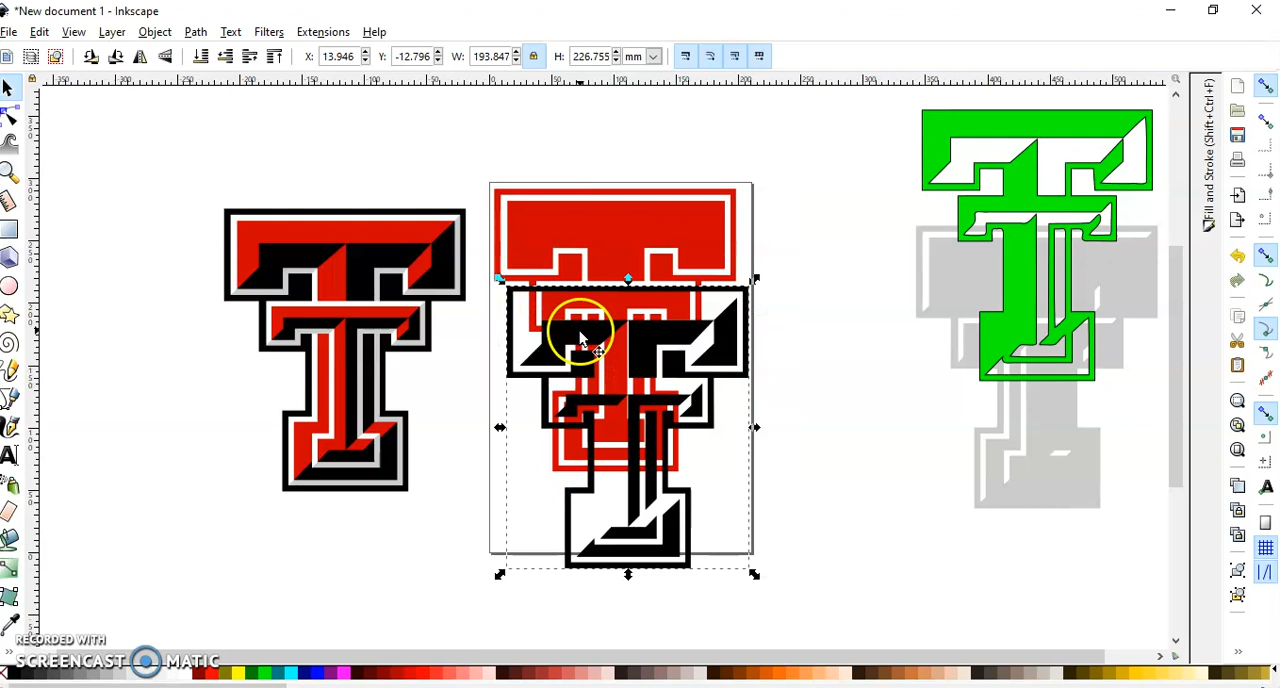 *New document 1 - Inkscape
File Edit View Layer Object Path Text Filters Extensions Help
X: 13.946 Y: -12.796 W: 193.847 H: 226.755 mm
Fill and Stroke (Shift+Ctrl+F)
RECORDED WITH
SCREENCAST MATIC